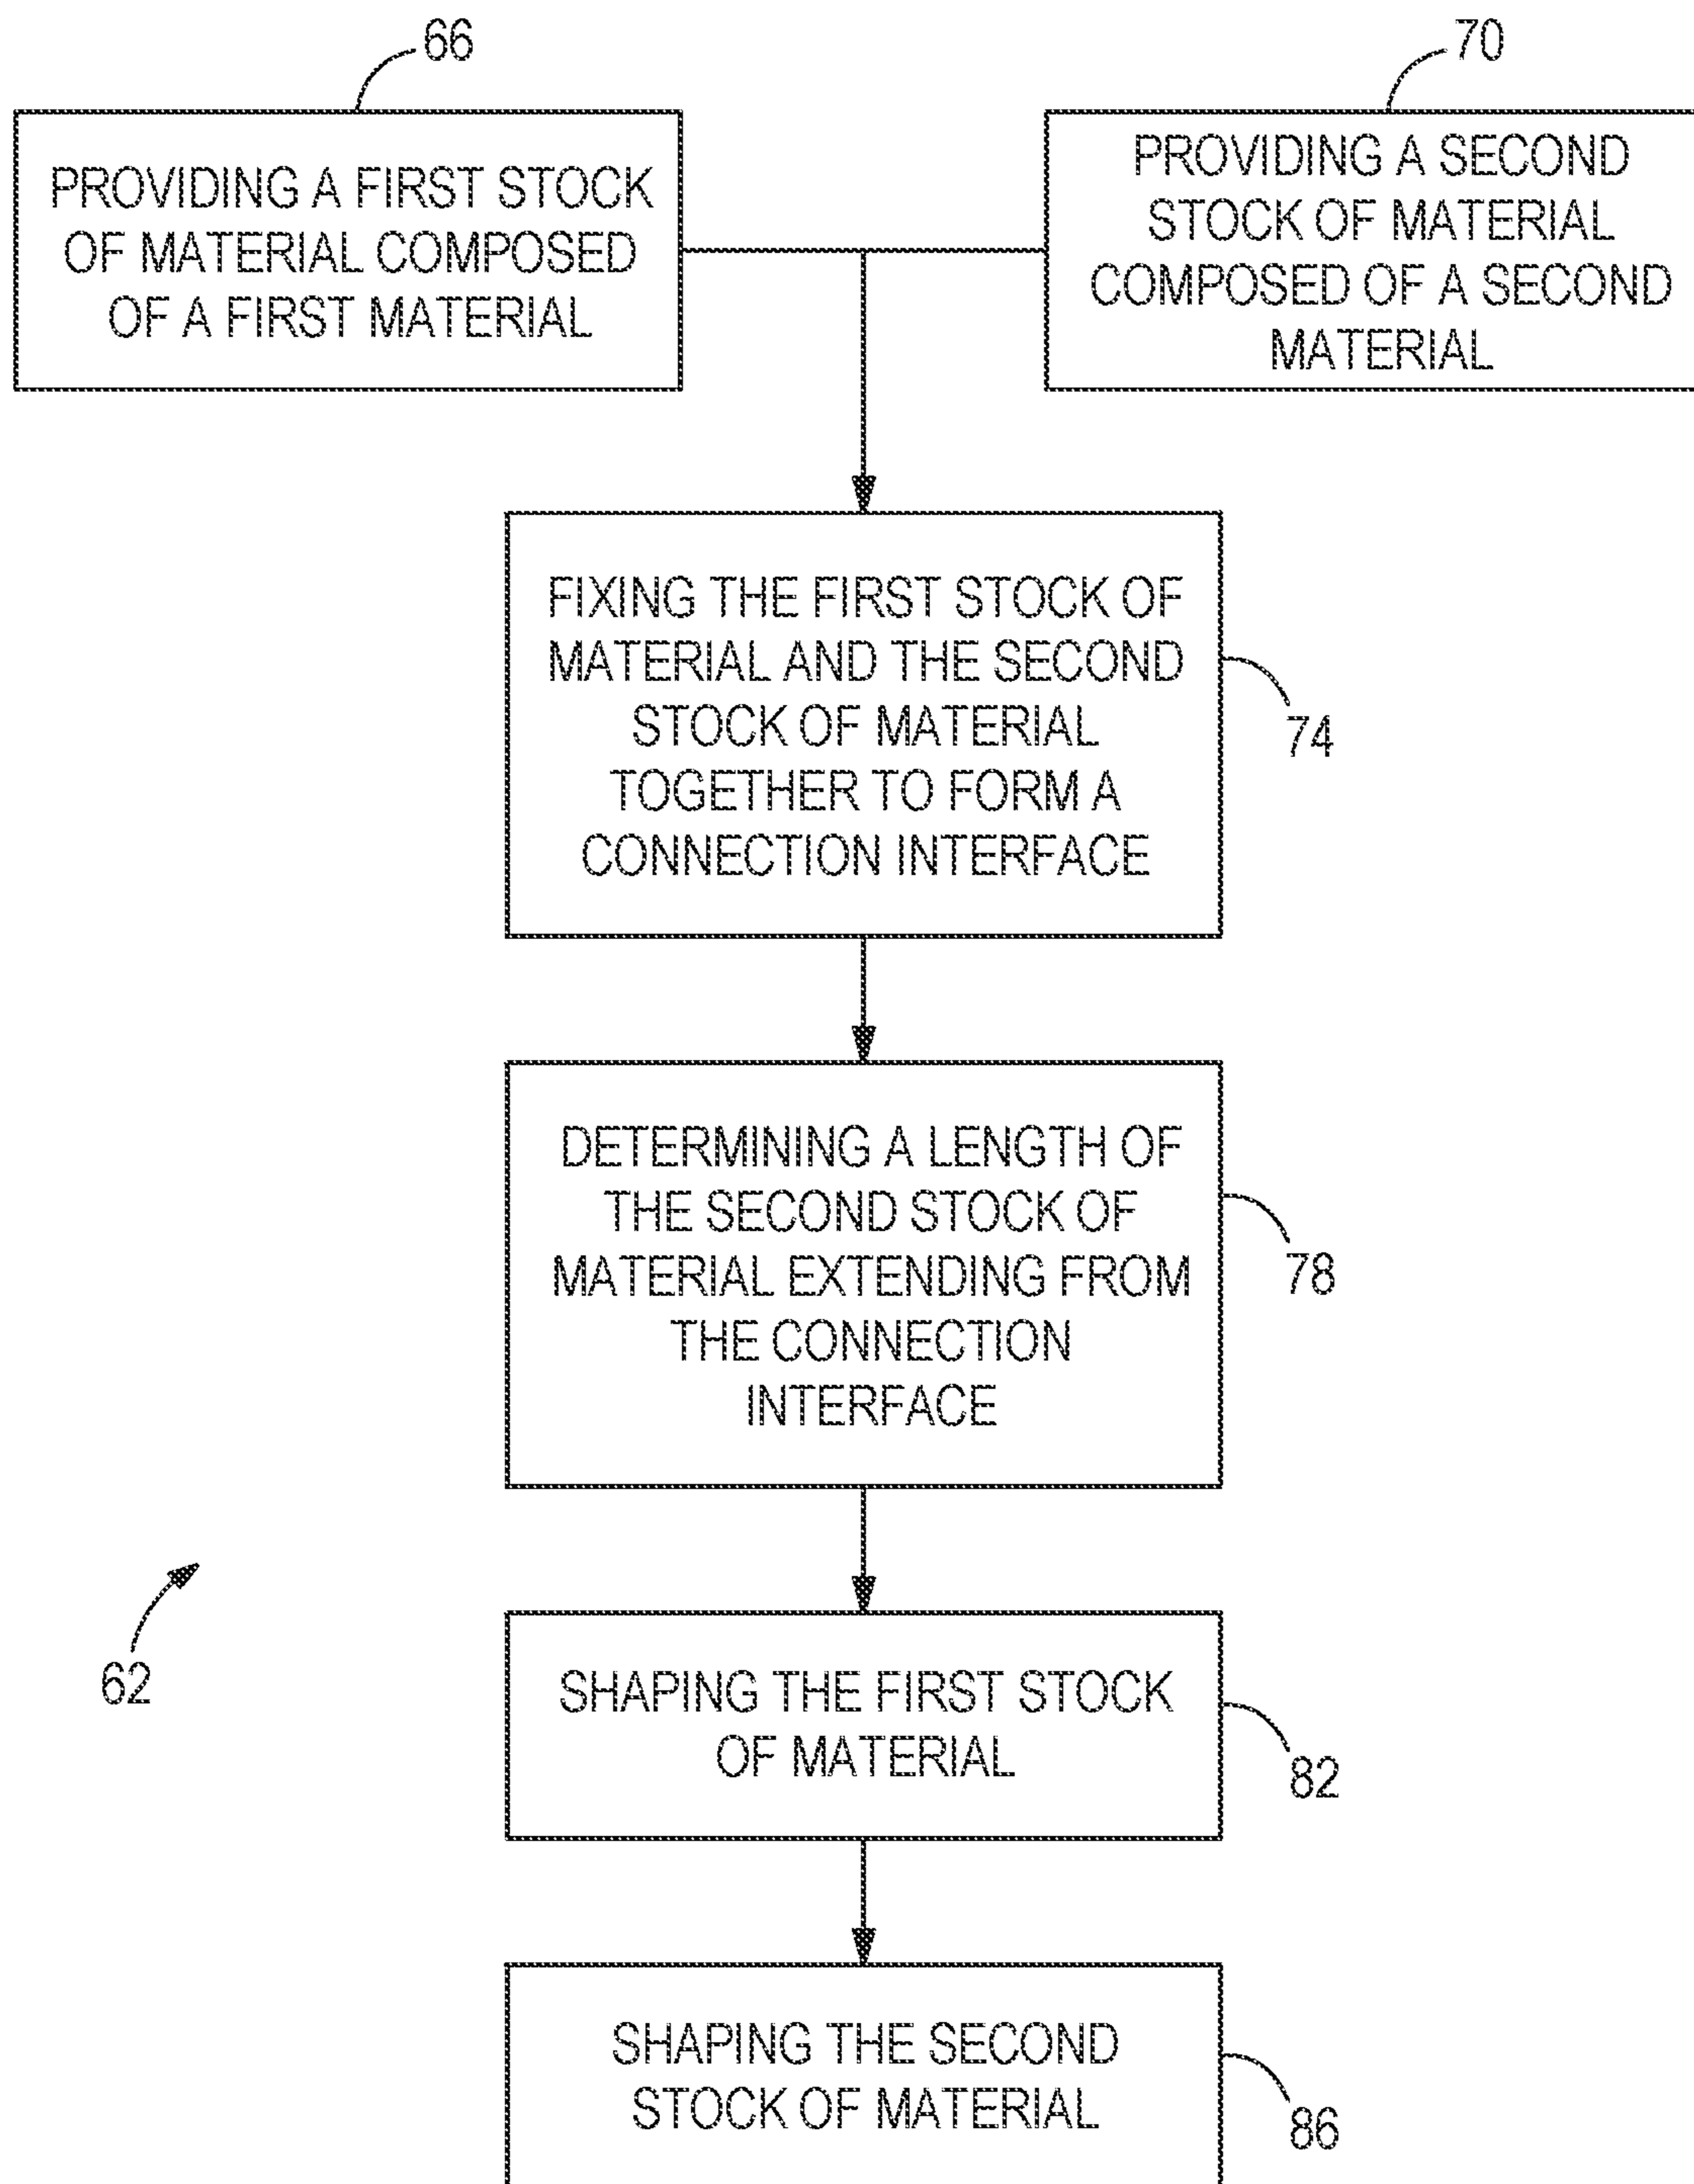 66
PROVIDING A FIRST STOCK
OF MATERIAL COMPOSED
OF A FIRST MATERIAL
70
PROVIDING A SECOND
STOCK OF MATERIAL
COMPOSED OF A SECOND
MATERIAL
FIXING THE FIRST STOCK OF
MATERIAL AND THE SECOND
STOCK OF MATERIAL
TOGETHER TO FORM A
CONNECTION INTERFACE
74
DETERMINING A LENGTH OF
THE SECOND STOCK OF
MATERIAL EXTENDING FROM
THE CONNECTION
INTERFACE
78
62
SHAPING THE FIRST STOCK
OF MATERIAL
82
SHAPING THE SECOND
STOCK OF MATERIAL
86